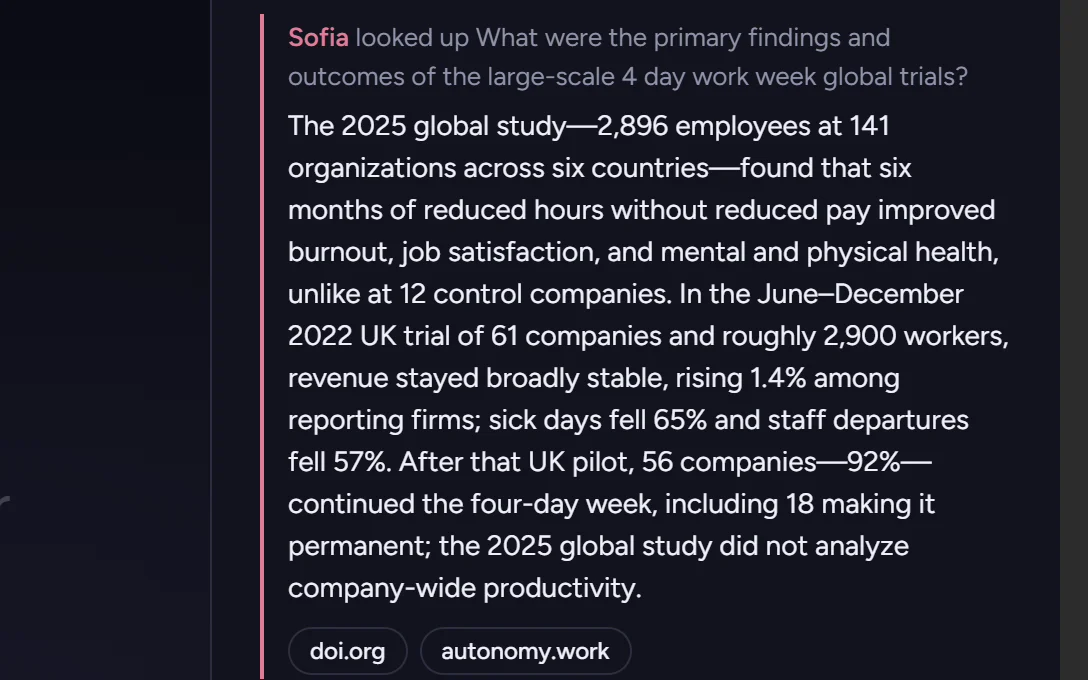 Sofia looked up What were the primary findings and
outcomes of the large-scale 4 day work week global trials?
The 2025 global study—2,896 employees at 141
organizations across six countries—found that six
months of reduced hours without reduced pay improved
burnout, job satisfaction, and mental and physical health,
unlike at 12 control companies. In the June–December
2022 UK trial of 61 companies and roughly 2,900 workers,
revenue stayed broadly stable, rising 1.4% among
reporting firms; sick days fell 65% and staff departures
fell 57%. After that UK pilot, 56 companies—92%—
continued the four-day week, including 18 making it
permanent; the 2025 global study did not analyze
company-wide productivity.
doi.org autonomy.work